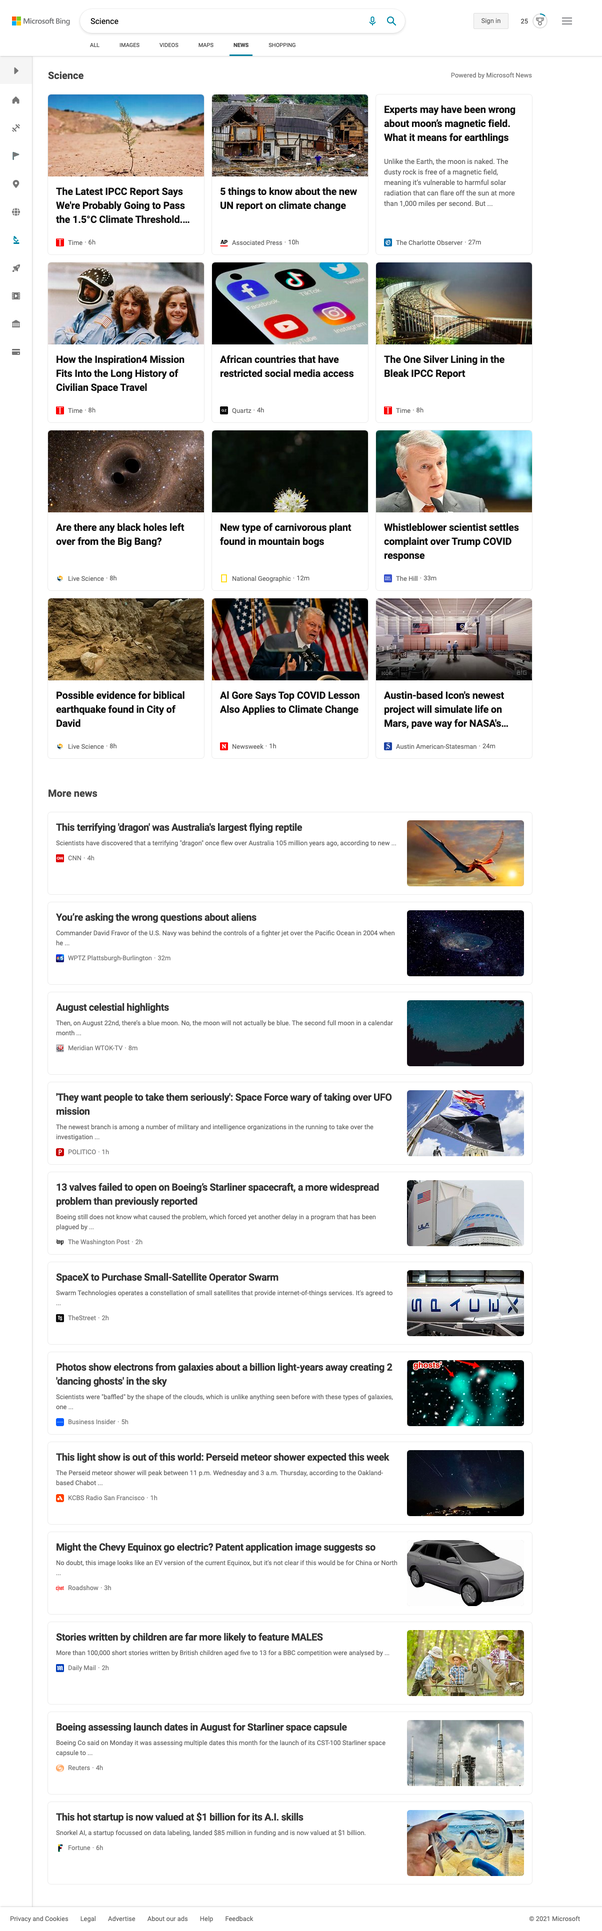 Microsoft Bing
Science
Sign in
25
ALL
IMAGES
VIDEOS
MAPS
NEWS
SHOPPING
Science
Powered by Microsoft News
The Latest IPCC Report Says
We're Probably Going to Pass
the 1.5°C Climate Threshold....
Time · 6h
5 things to know about the new
UN report on climate change
AP
Associated Press · 10h
Experts may have been wrong
about moon's magnetic field.
What it means for earthlings
Unlike the Earth, the moon is naked. The
dusty rock is free of a magnetic field,
meaning it's vulnerable to harmful solar
radiation that can flare off the sun at more
than 1,000 miles per second. But ...
The Charlotte Observer · 27m
How the Inspiration4 Mission
Fits Into the Long History of
Civilian Space Travel
Time · 8h
Facebook
TikTok
Twitter
Instagram
African countries that have
restricted social media access
Quartz · 4h
The One Silver Lining in the
Bleak IPCC Report
Time · 8h
Are there any black holes left
over from the Big Bang?
Live Science · 8h
New type of carnivorous plant
found in mountain bogs
National Geographic · 12m
Whistleblower scientist settles
complaint over Trump COVID
response
The Hill · 33m
Possible evidence for biblical
earthquake found in City of
David
Live Science · 8h
Al Gore Says Top COVID Lesson
Also Applies to Climate Change
N
Newsweek · 1h
BIG
Austin-based Icon's newest
project will simulate life on
Mars, pave way for NASA's...
S
Austin American-Statesman · 24m
More news
This terrifying 'dragon' was Australia's largest flying reptile
Scientists have discovered that a terrifying "dragon" once flew over Australia 105 million years ago, according to new ...
CNN · 4h
You're asking the wrong questions about aliens
Commander David Fravor of the U.S. Navy was behind the controls of a fighter jet over the Pacific Ocean in 2004 when
he ...
WPTZ Plattsburgh-Burlington · 32m
August celestial highlights
Then, on August 22nd, there's a blue moon. No, the moon will not actually be blue. The second full moon in a calendar
month ...
Meridian WTOK-TV · 8m
'They want people to take them seriously': Space Force wary of taking over UFO
mission
The newest branch is among a number of military and intelligence organizations in the running to take over the
investigation ...
P
POLITICO · 1h
13 valves failed to open on Boeing's Starliner spacecraft, a more widespread
problem than previously reported
Boeing still does not know what caused the problem, which forced yet another delay in a program that has been
plagued by ...
wp
The Washington Post · 2h
ULA
SpaceX to Purchase Small-Satellite Operator Swarm
Swarm Technologies operates a constellation of small satellites that provide internet-of-things services. It's agreed to
...
TheStreet · 2h
SPACEX
Photos show electrons from galaxies about a billion light-years away creating 2
'dancing ghosts' in the sky
Scientists were "baffled" by the shape of the clouds, which is unlike anything seen before with these types of galaxies,
one ...
Business Insider · 5h
ghosts'
This light show is out of this world: Perseid meteor shower expected this week
The Perseid meteor shower will peak between 11 p.m. Wednesday and 3 a.m. Thursday, according to the Oakland-
based Chabot ...
KCBS Radio San Francisco · 1h
Might the Chevy Equinox go electric? Patent application image suggests so
No doubt, this image looks like an EV version of the current Equinox, but it's not clear if this would be for China or North
...
Roadshow · 3h
Stories written by children are far more likely to feature MALES
More than 100,000 short stories written by British children aged five to 13 for a BBC competition were analysed by ...
Daily Mail · 2h
Boeing assessing launch dates in August for Starliner space capsule
Boeing Co said on Monday it was assessing multiple dates this month for the launch of its CST-100 Starliner space
capsule to ...
Reuters · 4h
This hot startup is now valued at $1 billion for its A.I. skills
Snorkel AI, a startup focussed on data labeling, landed $85 million in funding and is now valued at $1 billion.
F
Fortune · 6h
Privacy and Cookies
Legal
Advertise
About our ads
Help
Feedback
© 2021 Microsoft